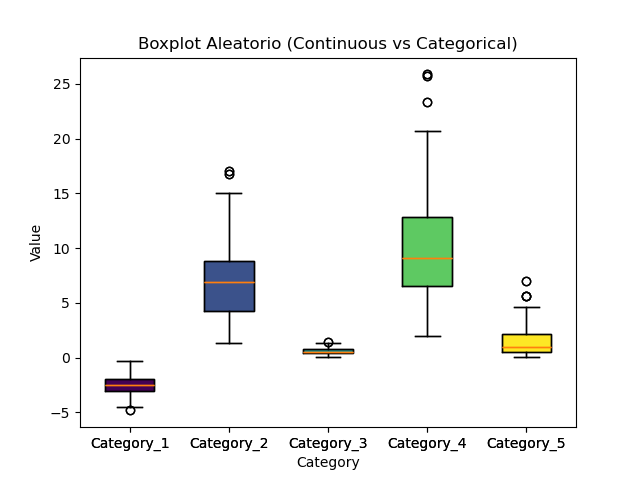 Boxplot Aleatorio (Continuous vs Categorical)
Value
25
20
15
10
5
0
−5
Category_1 Category_2 Category_3 Category_4 Category_5
Category